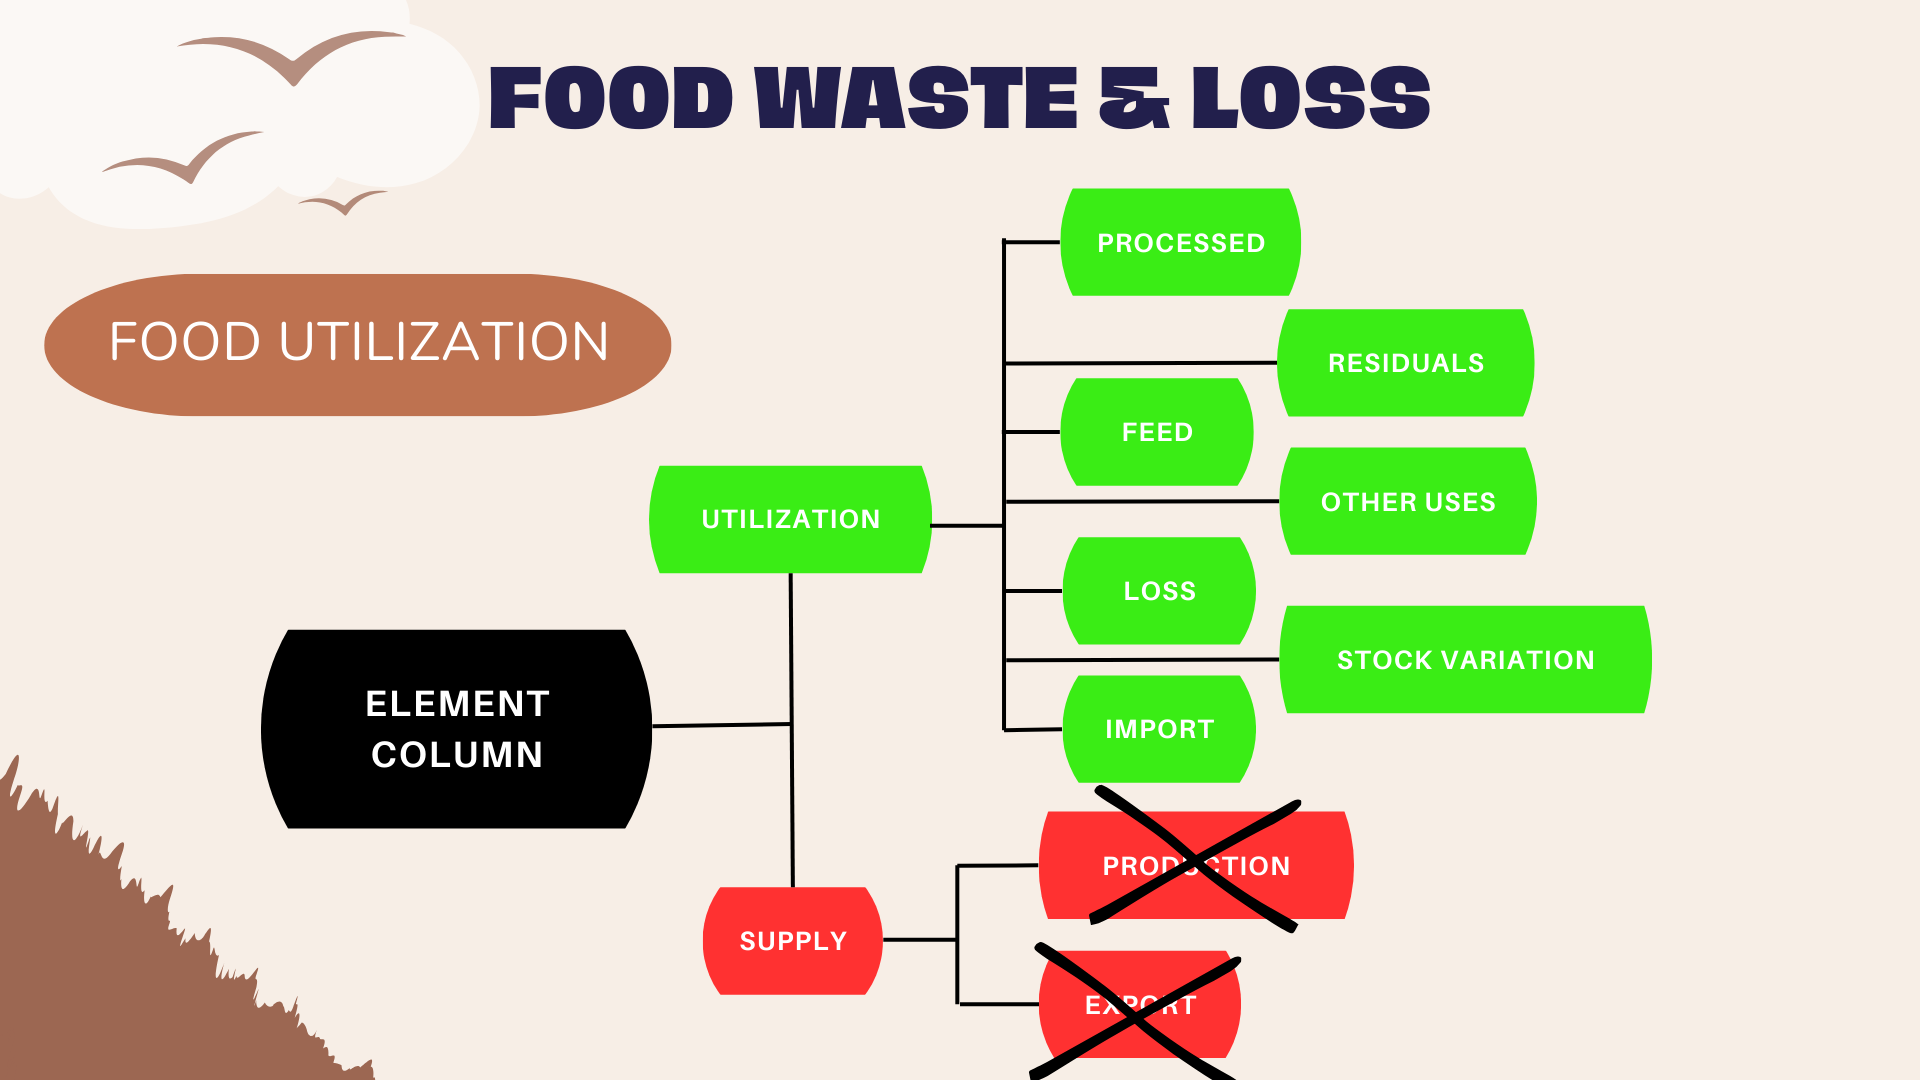 FOOD WASTE & LOSS
FOOD UTILIZATION
PROCESSED
RESIDUALS
FEED
OTHER USES
UTILIZATION
LOSS
STOCK VARIATION
IMPORT
ELEMENT
COLUMN
PRODUCTION
SUPPLY
EXPORT